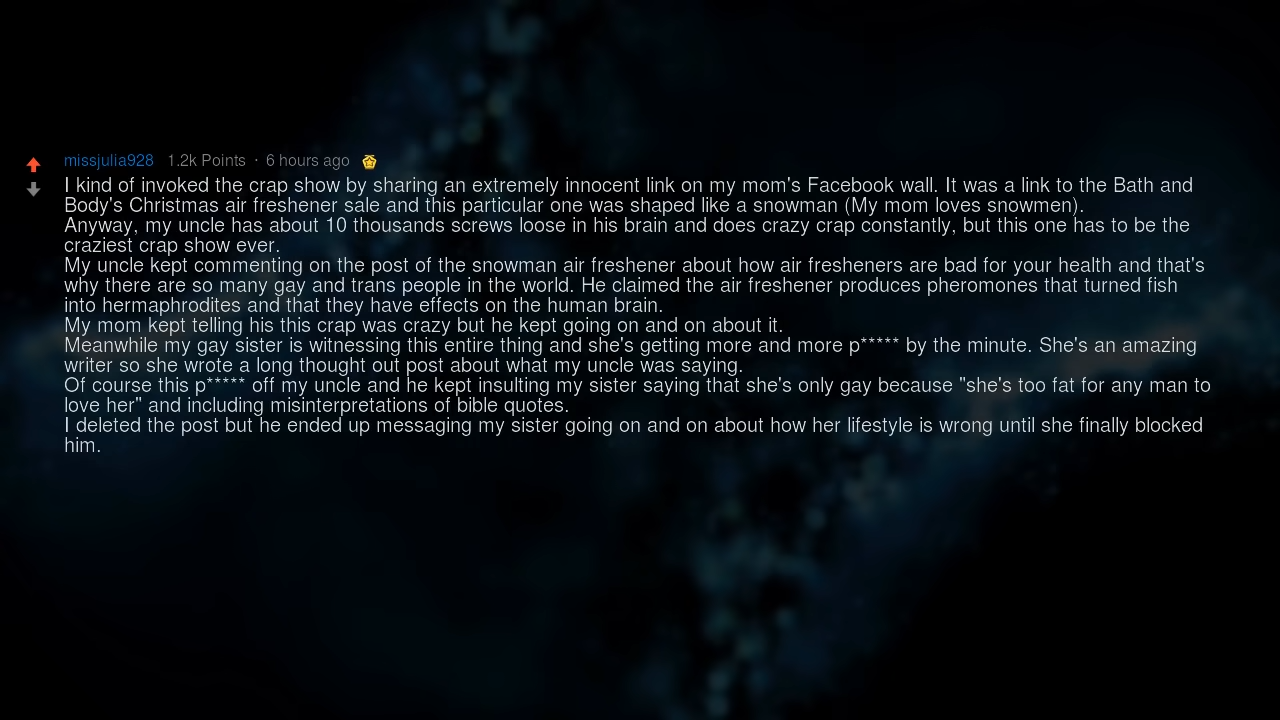 missjulia928 1.2k Points · 6 hours ago
I kind of invoked the crap show by sharing an extremely innocent link on my mom's Facebook wall. It was a link to the Bath and
Body's Christmas air freshener sale and this particular one was shaped like a snowman (My mom loves snowmen).
Anyway, my uncle has about 10 thousands screws loose in his brain and does crazy crap constantly, but this one has to be the
craziest crap show ever.
My uncle kept commenting on the post of the snowman air freshener about how air fresheners are bad for your health and that's
why there are so many gay and trans people in the world. He claimed the air freshener produces pheromones that turned fish
into hermaphrodites and that they have effects on the human brain.
My mom kept telling his this crap was crazy but he kept going on and on about it.
Meanwhile my gay sister is witnessing this entire thing and she's getting more and more p***** by the minute. She's an amazing
writer so she wrote a long thought out post about what my uncle was saying.
Of course this p***** off my uncle and he kept insulting my sister saying that she's only gay because "she's too fat for any man to
love her" and including misinterpretations of bible quotes.
I deleted the post but he ended up messaging my sister going on and on about how her lifestyle is wrong until she finally blocked
him.